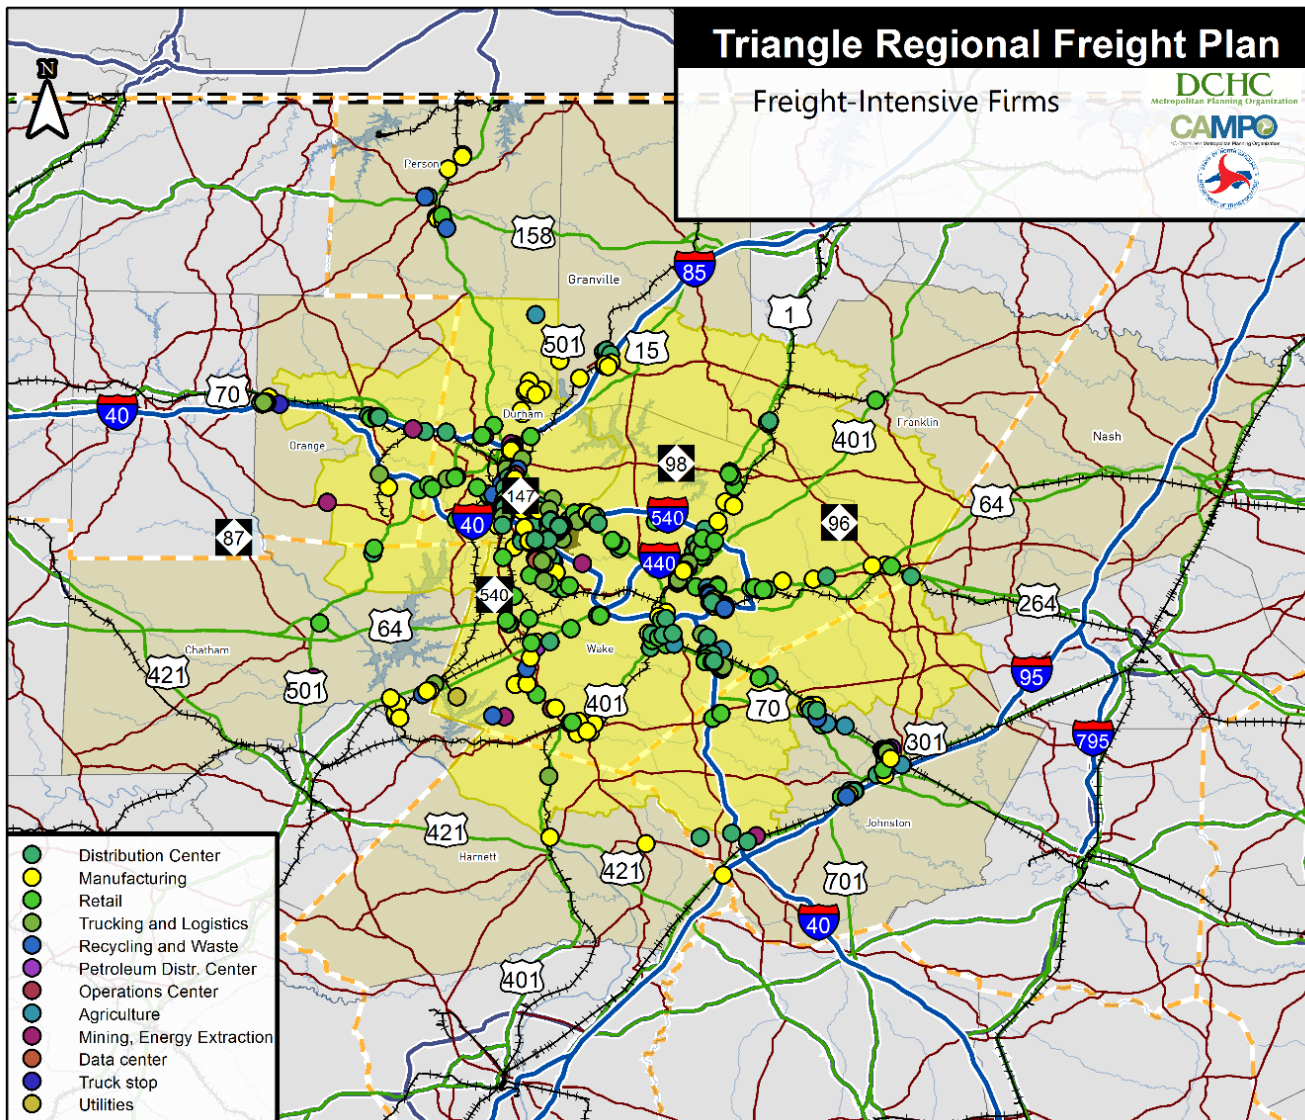 Triangle Regional Freight Plan
Freight-Intensive Firms
DCHC
Metropolitan Planning Organization
CAMPO
N
Person
158
Granville
85
1
501
15
70
40
Durham
Orange
Franklin
401
Nash
98
147
40
540
64
96
87
440
540
264
64
Chatham
Wake
421
501
95
401
70
301
795
421
Johnston
Harnett
421
701
40
401
Distribution Center
Manufacturing
Retail
Trucking and Logistics
Recycling and Waste
Petroleum Distr. Center
Operations Center
Agriculture
Mining, Energy Extraction
Data center
Truck stop
Utilities